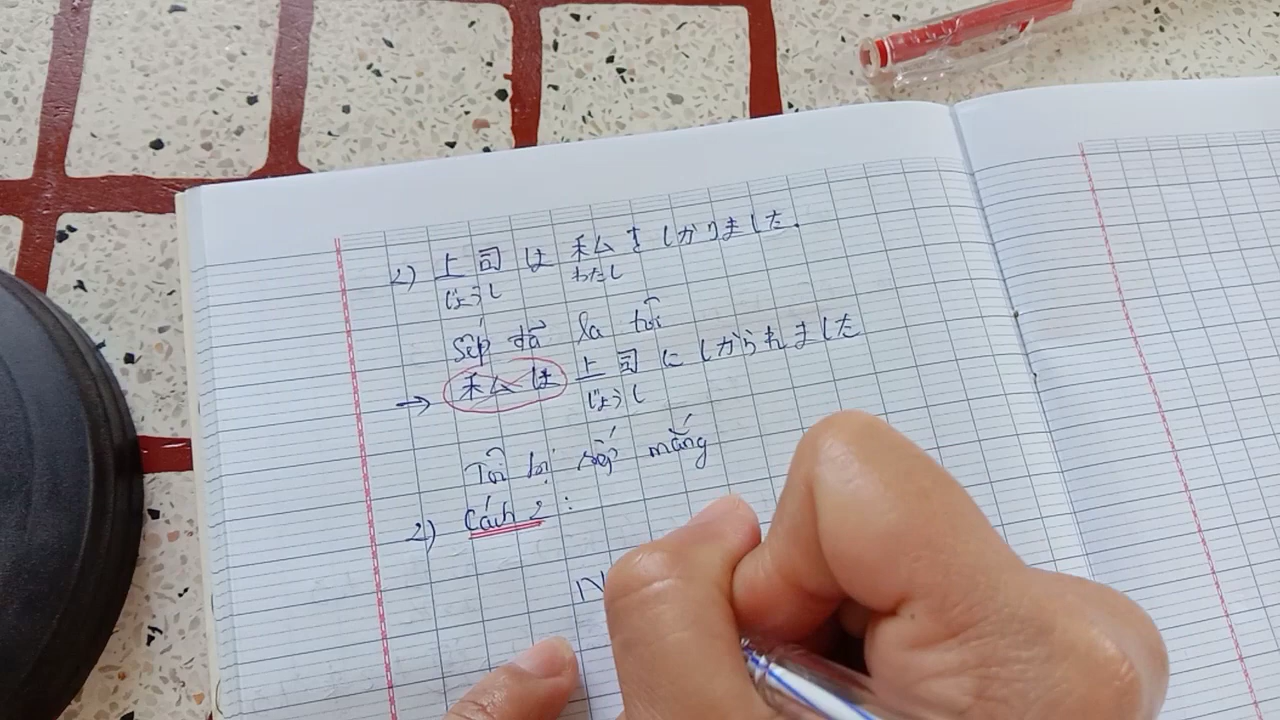 2) 上司は私をしかりました.
じょうし わたし
Sếp đã la tôi
→ 私は上司にしかられました
じょうし
Tôi bị sếp mắng
2) Cách 2:
N